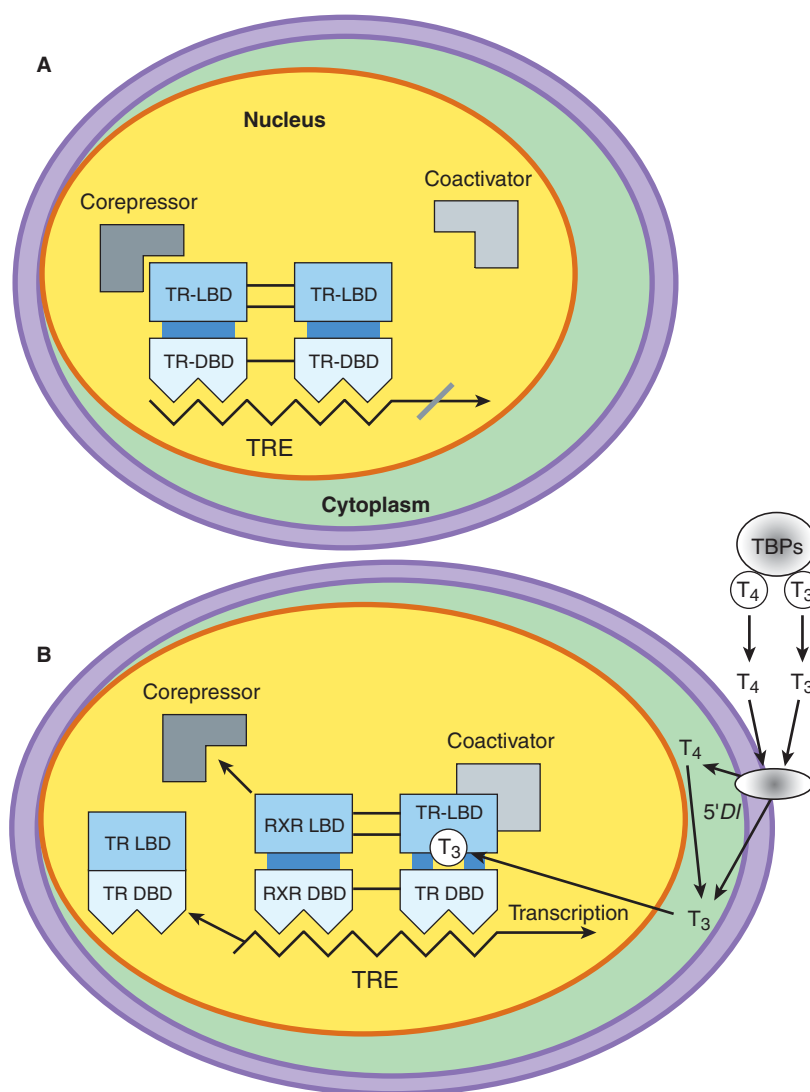 A
Nucleus
Corepressor
Coactivator
TR-LBD
TR-LBD
TR-DBD
TR-DBD
TRE
Cytoplasm
TBPs
T4
T3
T4
T3
B
Corepressor
Coactivator
T4
5'DI
TR LBD
RXR LBD
TR-LBD
T3
TR DBD
RXR DBD
TR DBD
Transcription
T3
TRE